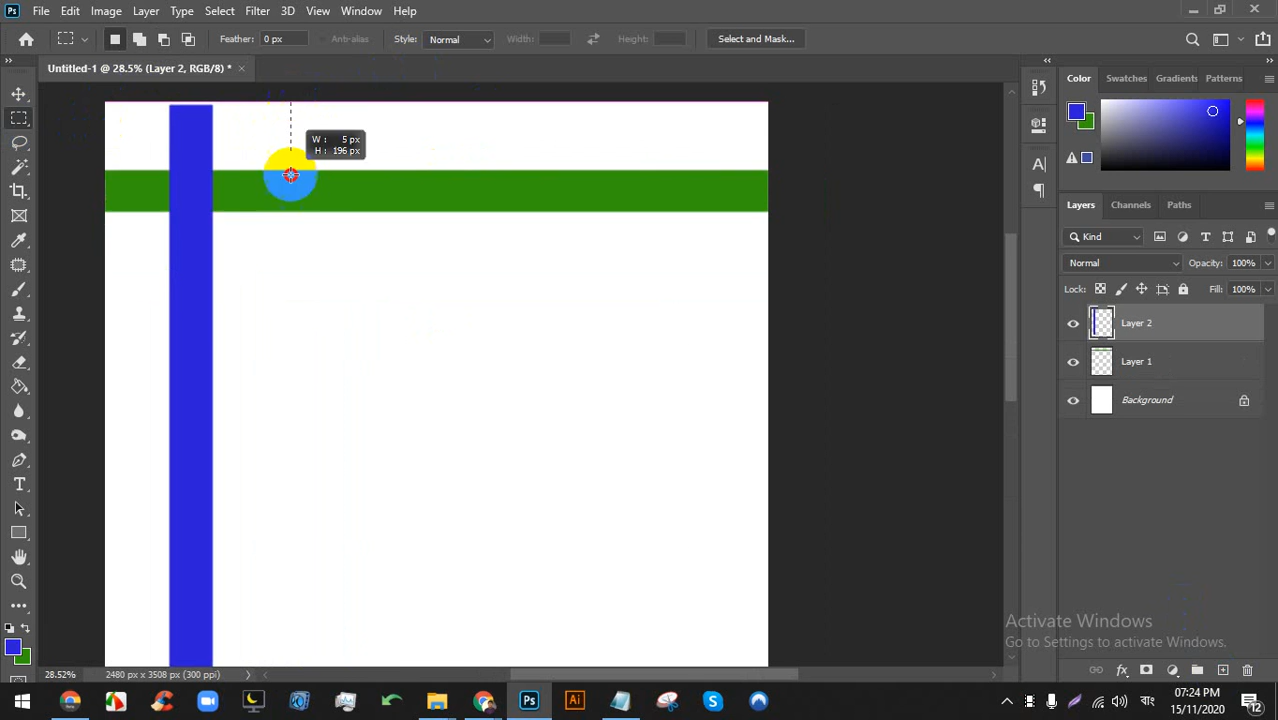 Ps File Edit Image Layer Type Select Filter 3D View Window Help
Feather: 0 px Anti-alias Style: Normal Width: Height: Select and Mask...
Untitled-1 @ 28.5% (Layer 2, RGB/8) * ×
Color Swatches Gradients Patterns
W: 5 px
H: 196 px
Layers Channels Paths
Kind
Normal Opacity: 100%
Lock: Fill: 100%
Layer 2
Layer 1
Background
Activate Windows
Go to Settings to activate Windows.
28.52% 2480 px x 3508 px (300 ppi)
Ps Ai S বাং 07:24 PM
15/11/2020 12